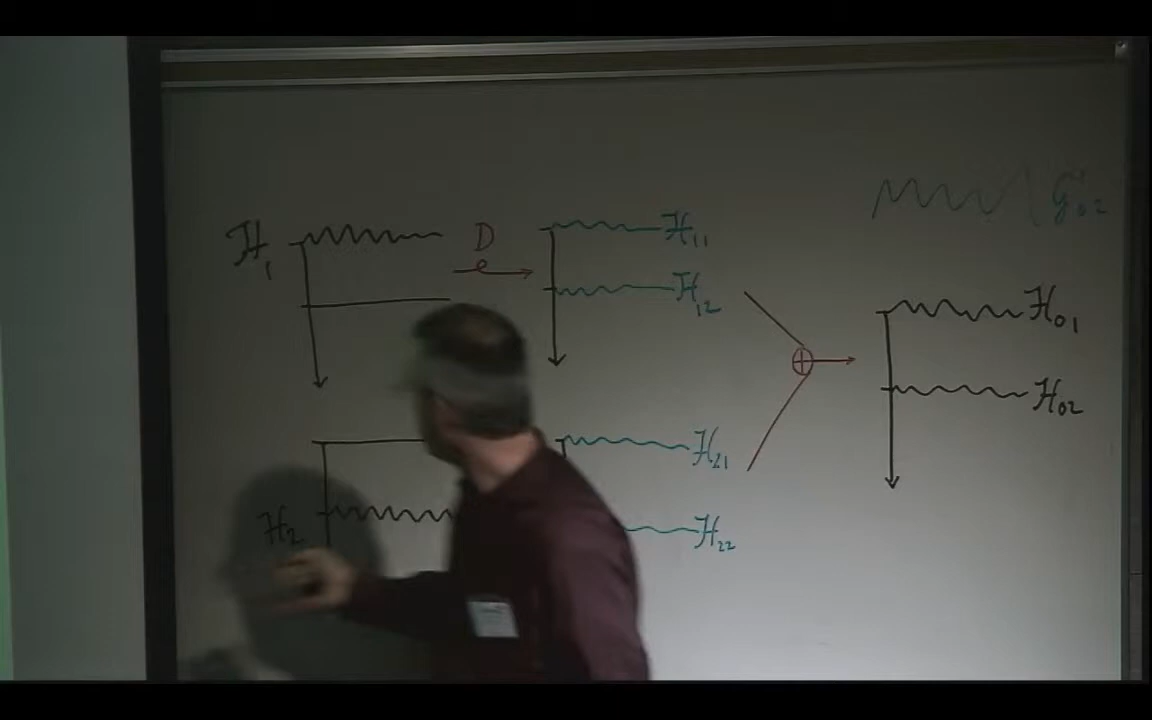 𝓗₁ D 𝓗₁₁
𝓗₁₂
⊕ 𝓗₀₁
𝓗₀₂
𝓗₂₁
𝓗₂ 𝓗₂₂